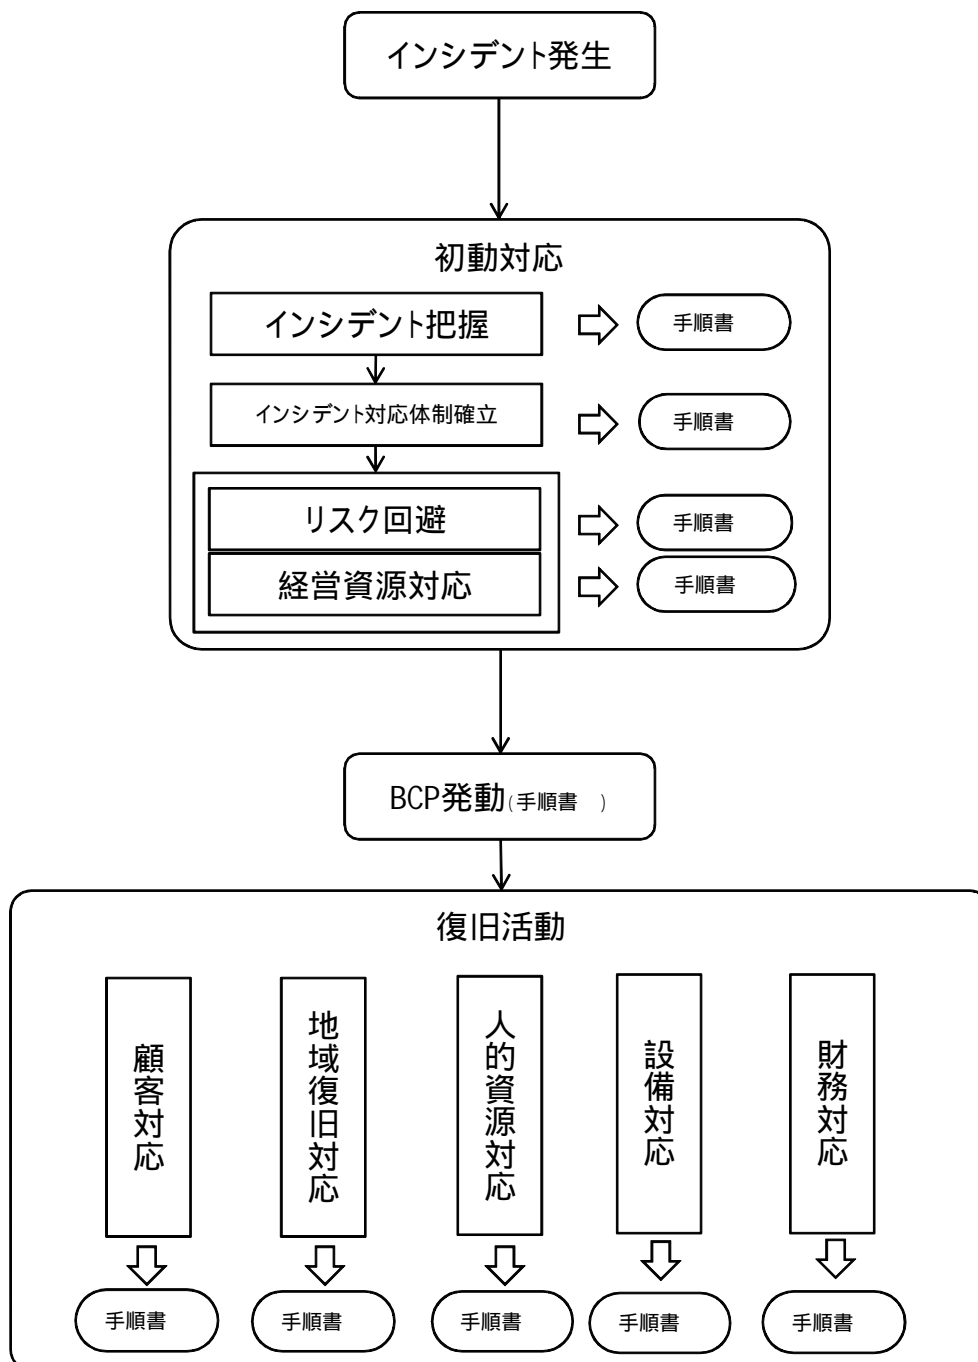 インシデント発生
初動対応
インシデント把握
手順書
インシデント対応体制確立
手順書
リスク回避
手順書
経営資源対応
手順書
BCP発動(手順書 )
復旧活動
顧客対応
地域復旧対応
人的資源対応
設備対応
財務対応
手順書
手順書
手順書
手順書
手順書